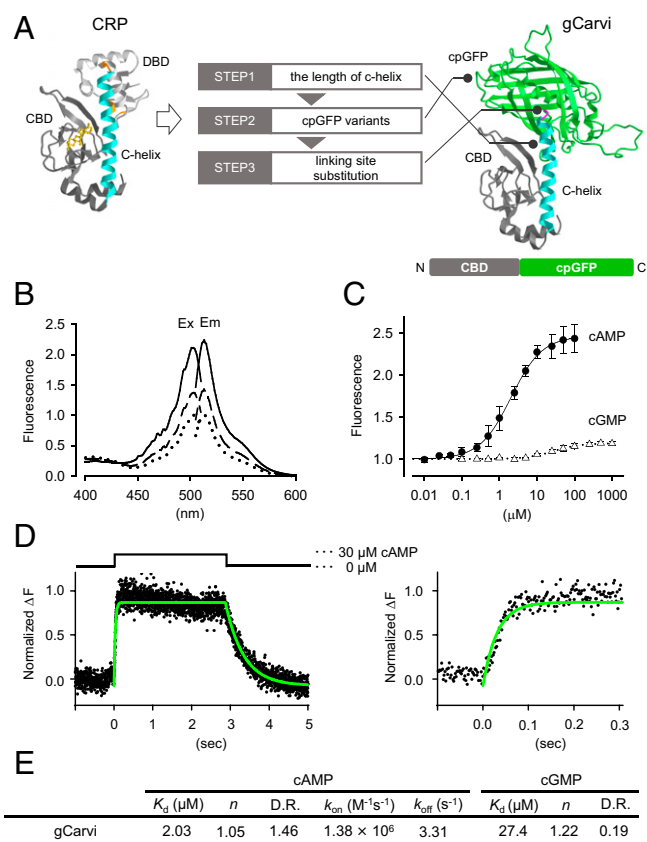 A
CRP
gCarvi
DBD
CBD
C-helix
STEP1 the length of c-helix
STEP2 cpGFP variants
STEP3 linking site substitution
cpGFP
CBD
C-helix
N CBD cpGFP C
B
Ex Em
Fluorescence
2.5
2.0
1.5
1.0
0.5
0.0
400 450 500 550 600
(nm)
C
Fluorescence
2.5
2.0
1.5
1.0
cAMP
cGMP
0.01 0.1 1 10 100 1000
(μM)
D
30 μM cAMP
0 μM
Normalized ΔF
1.0
0.5
0.0
0 1 2 3 4 5
(sec)
Normalized ΔF
1.0
0.5
0.0
0.0 0.1 0.2 0.3
(sec)
E
cAMP cGMP
Kd (μM) n D.R. kon (M⁻¹s⁻¹) koff (s⁻¹) Kd (μM) n D.R.
gCarvi 2.03 1.05 1.46 1.38 × 10⁶ 3.31 27.4 1.22 0.19